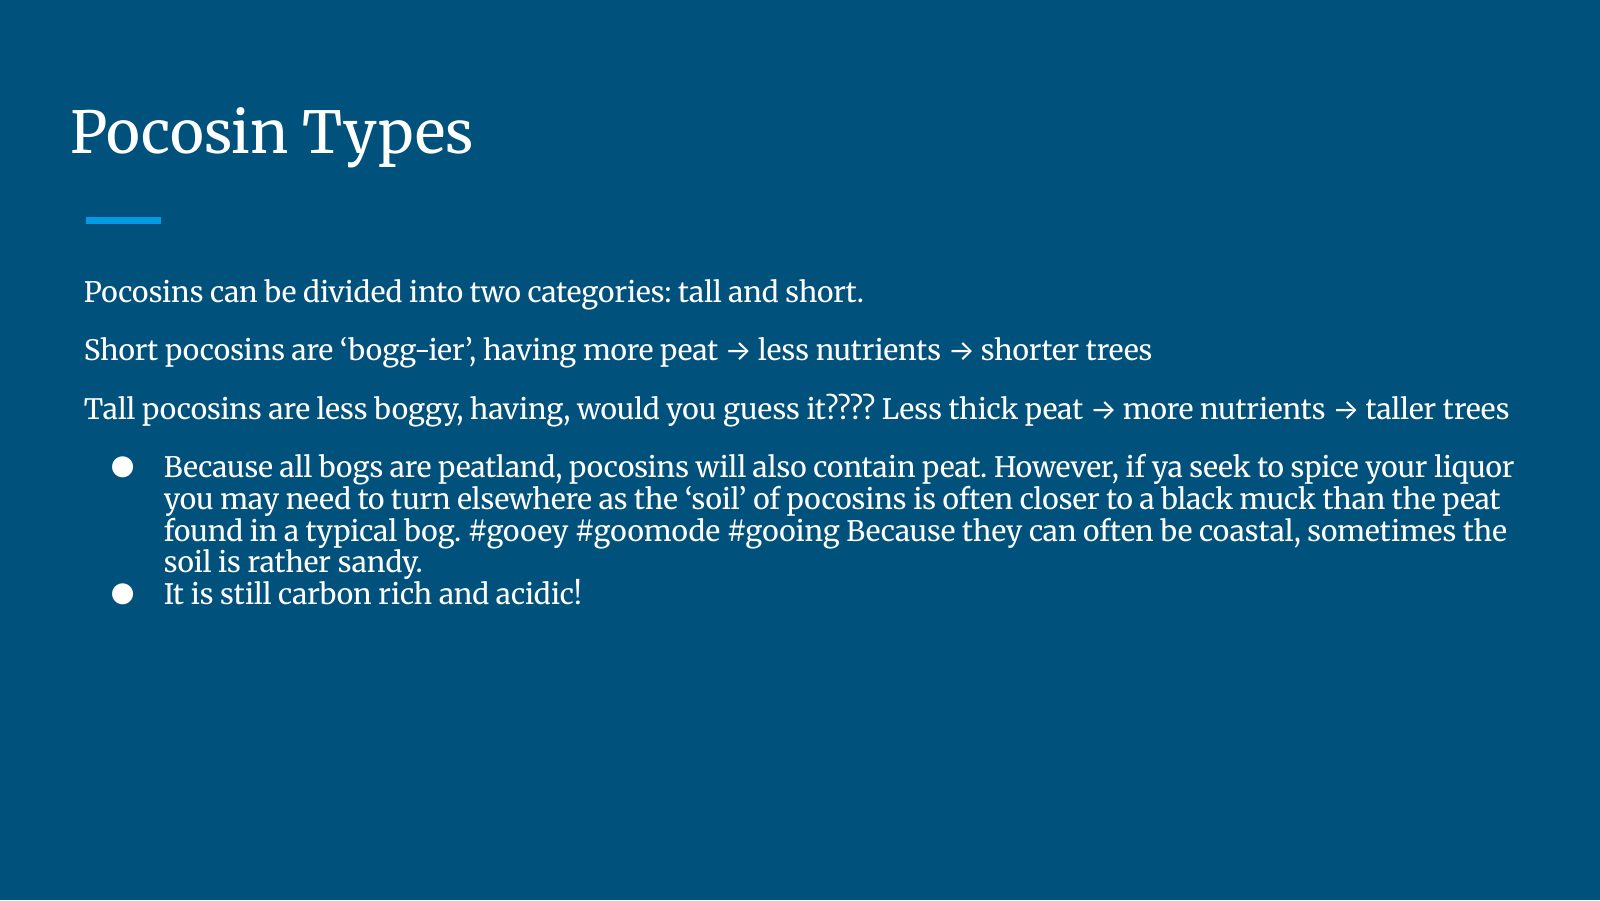 Pocosin Types
Pocosins can be divided into two categories: tall and short.
Short pocosins are ‘bogg-ier’, having more peat → less nutrients → shorter trees
Tall pocosins are less boggy, having, would you guess it???? Less thick peat → more nutrients → taller trees
● Because all bogs are peatland, pocosins will also contain peat. However, if ya seek to spice your liquor
you may need to turn elsewhere as the ‘soil’ of pocosins is often closer to a black muck than the peat
found in a typical bog. #gooey #goomode #gooing Because they can often be coastal, sometimes the
soil is rather sandy.
● It is still carbon rich and acidic!